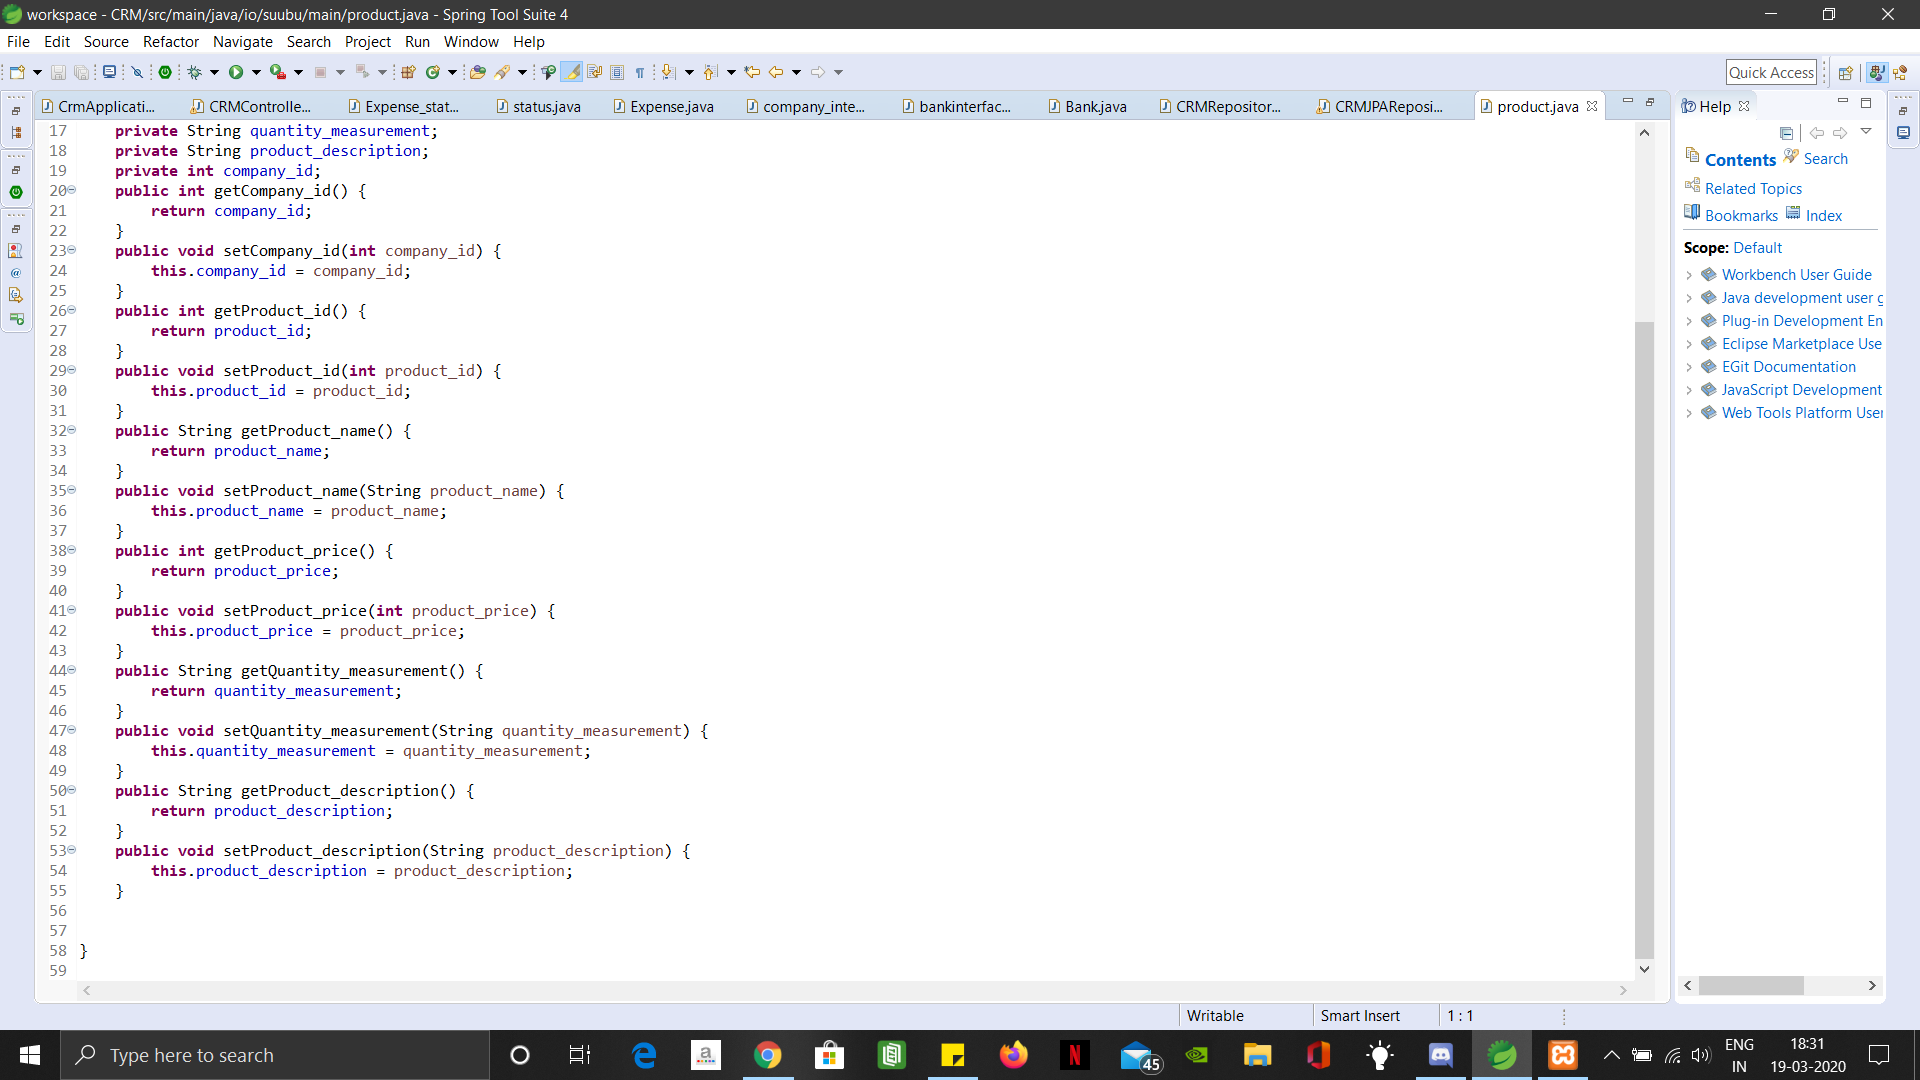 workspace - CRM/src/main/java/io/suubu/main/product.java - Spring Tool Suite 4
File Edit Source Refactor Navigate Search Project Run Window Help
Quick Access
CrmApplicati... CRMControlle... Expense_stat... status.java Expense.java company_inte... bankinterfac... Bank.java CRMRepositor... CRMJPAReposi... product.java
17 private String quantity_measurement;
18 private String product_description;
19 private int company_id;
20 public int getCompany_id() {
21 return company_id;
22 }
23 public void setCompany_id(int company_id) {
24 this.company_id = company_id;
25 }
26 public int getProduct_id() {
27 return product_id;
28 }
29 public void setProduct_id(int product_id) {
30 this.product_id = product_id;
31 }
32 public String getProduct_name() {
33 return product_name;
34 }
35 public void setProduct_name(String product_name) {
36 this.product_name = product_name;
37 }
38 public int getProduct_price() {
39 return product_price;
40 }
41 public void setProduct_price(int product_price) {
42 this.product_price = product_price;
43 }
44 public String getQuantity_measurement() {
45 return quantity_measurement;
46 }
47 public void setQuantity_measurement(String quantity_measurement) {
48 this.quantity_measurement = quantity_measurement;
49 }
50 public String getProduct_description() {
51 return product_description;
52 }
53 public void setProduct_description(String product_description) {
54 this.product_description = product_description;
55 }
56
57
58 }
59
Help
Contents Search
Related Topics
Bookmarks Index
Scope: Default
Workbench User Guide
Java development user g
Plug-in Development En
Eclipse Marketplace Use
EGit Documentation
JavaScript Development
Web Tools Platform User
Writable Smart Insert 1 : 1
Type here to search
45
ENG
IN
18:31
19-03-2020